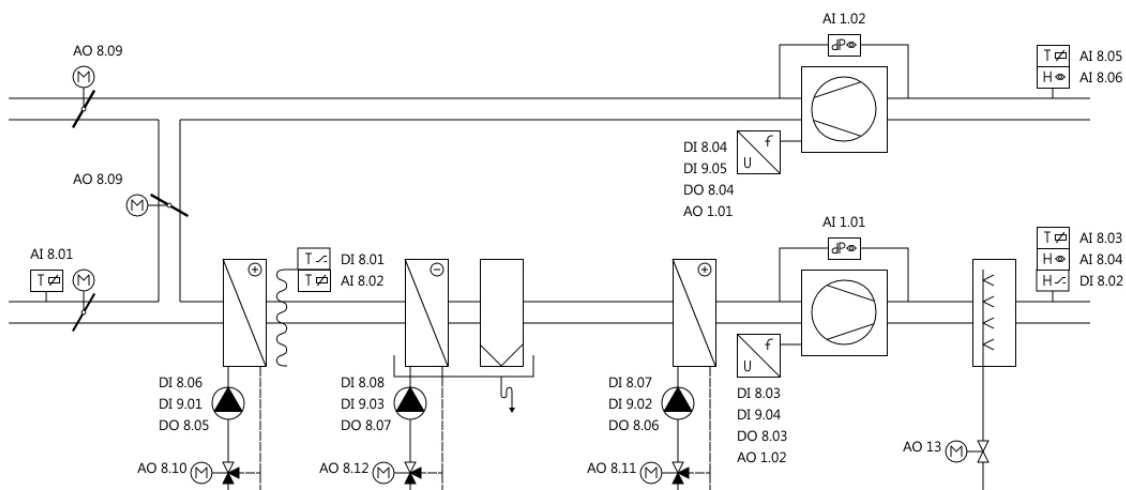 AI 1.02
dP
AO 8.09
M
T
AI 8.05
H
AI 8.06
f
U
DI 8.04
DI 9.05
DO 8.04
AO 1.01
AO 8.09
M
AI 1.01
dP
AI 8.01
T
M
T
DI 8.01
T
AI 8.02
T
AI 8.03
H
AI 8.04
H
DI 8.02
f
U
DI 8.06
DI 9.01
DO 8.05
DI 8.08
DI 9.03
DO 8.07
DI 8.07
DI 9.02
DO 8.06
DI 8.03
DI 9.04
DO 8.03
AO 1.02
AO 8.10
M
AO 8.12
M
AO 8.11
M
AO 13
M